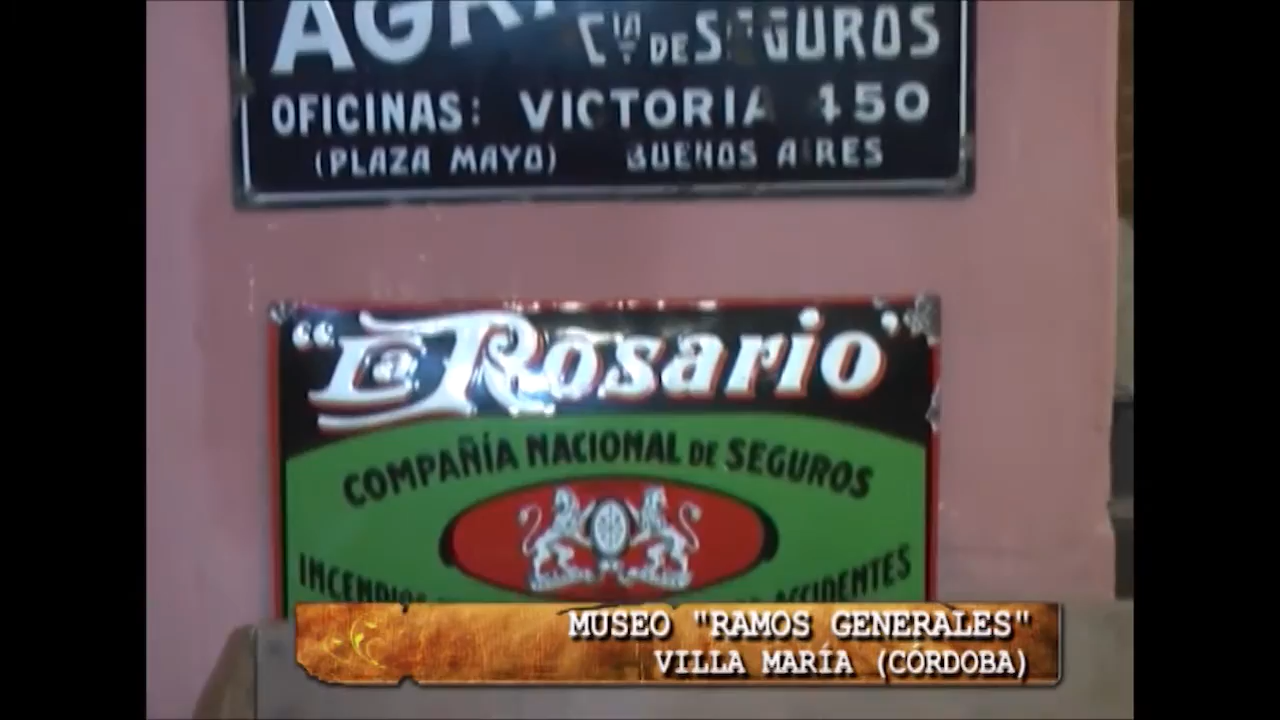 Cía DE SEGUROS
OFICINAS: VICTORIA 450
(PLAZA MAYO) BUENOS AIRES
"La Rosario"
COMPAÑÍA NACIONAL DE SEGUROS
INCENDIOS ACCIDENTES
MUSEO "RAMOS GENERALES"
VILLA MARÍA (CÓRDOBA)